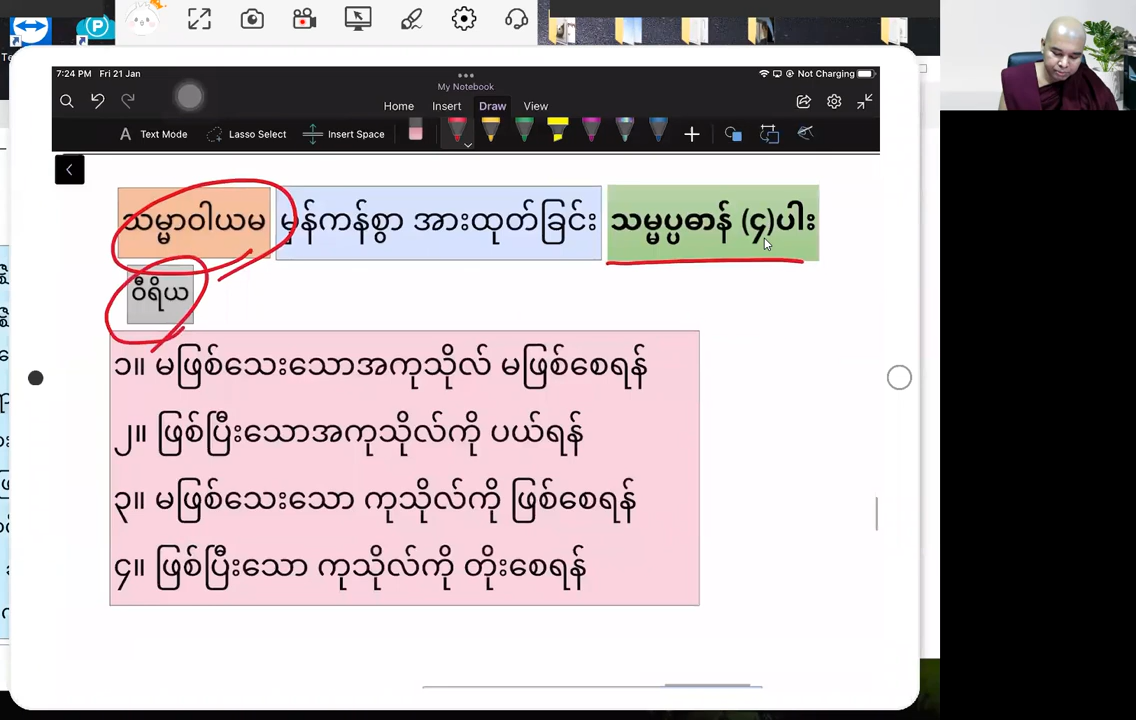 7:24 PM Fri 21 Jan
Not Charging
My Notebook
Home Insert Draw View
Text Mode Lasso Select Insert Space
သမ္မာဝါယမ မှန်ကန်စွာ အားထုတ်ခြင်း သမ္မပ္ပဓာန် (၄)ပါး
ဝီရိယ
၁။ မဖြစ်သေးသောအကုသိုလ် မဖြစ်စေရန်
၂။ ဖြစ်ပြီးသောအကုသိုလ်ကို ပယ်ရန်
၃။ မဖြစ်သေးသော ကုသိုလ်ကို ဖြစ်စေရန်
၄။ ဖြစ်ပြီးသော ကုသိုလ်ကို တိုးစေရန်